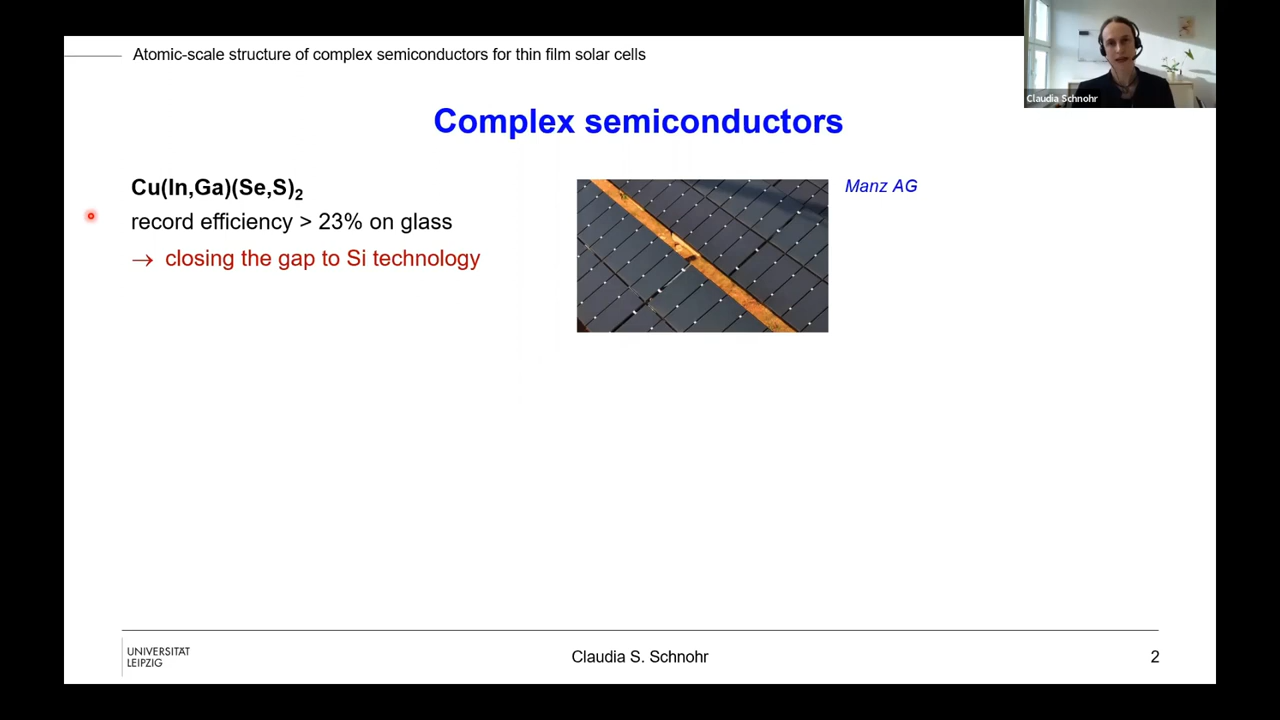 Atomic-scale structure of complex semiconductors for thin film solar cells
Claudia Schnohr
Complex semiconductors
Cu(In,Ga)(Se,S)₂
record efficiency > 23% on glass
→ closing the gap to Si technology
Manz AG
UNIVERSITÄT
LEIPZIG
Claudia S. Schnohr
2